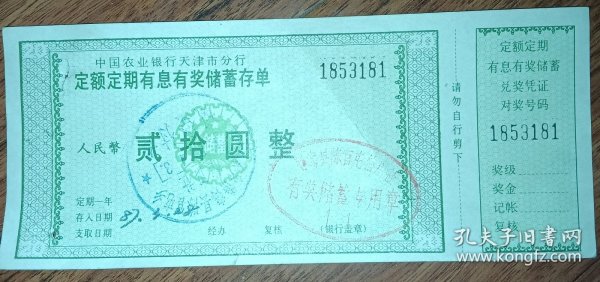 中国农业银行天津市分行
定额定期有息有奖储蓄存单
1853181
人民幣 贰拾圆整
有奖储蓄专用章
定期一年
存入日期 87.
支取日期
经办 复核 (银行盖章)
请勿自行剪下
定额定期
有息有奖储蓄
兑奖凭证
对奖号码
1853181
奖级
奖金
记帐
复核
孔夫子旧书网
www.kongfz.com